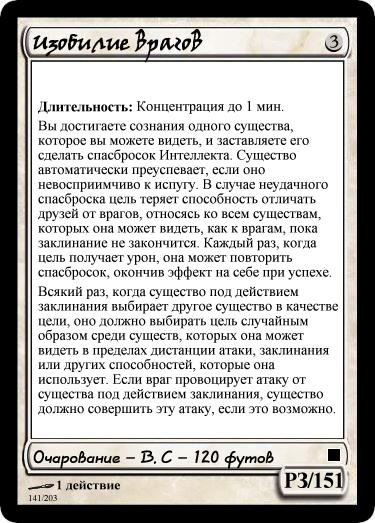 Изобилие Врагов
3
Длительность: Концентрация до 1 мин.
Вы достигаете сознания одного существа,
которое вы можете видеть, и заставляете его
сделать спасбросок Интеллекта. Существо
автоматически преуспевает, если оно
невосприимчиво к испугу. В случае неудачного
спасброска цель теряет способность отличать
друзей от врагов, относясь ко всем существам,
которых она может видеть, как к врагам, пока
заклинание не закончится. Каждый раз, когда
цель получает урон, она может повторить
спасбросок, окончив эффект на себе при успехе.
Всякий раз, когда существо под действием
заклинания выбирает другое существо в качестве
цели, оно должно выбирать цель случайным
образом среди существ, которых она может
видеть в пределах дистанции атаки, заклинания
или других способностей, которые она
использует. Если враг провоцирует атаку от
существа под действием заклинания, существо
должно совершить эту атаку, если это возможно.
Очарование – В, С – 120 футов
1 действие
P3/151
141/203